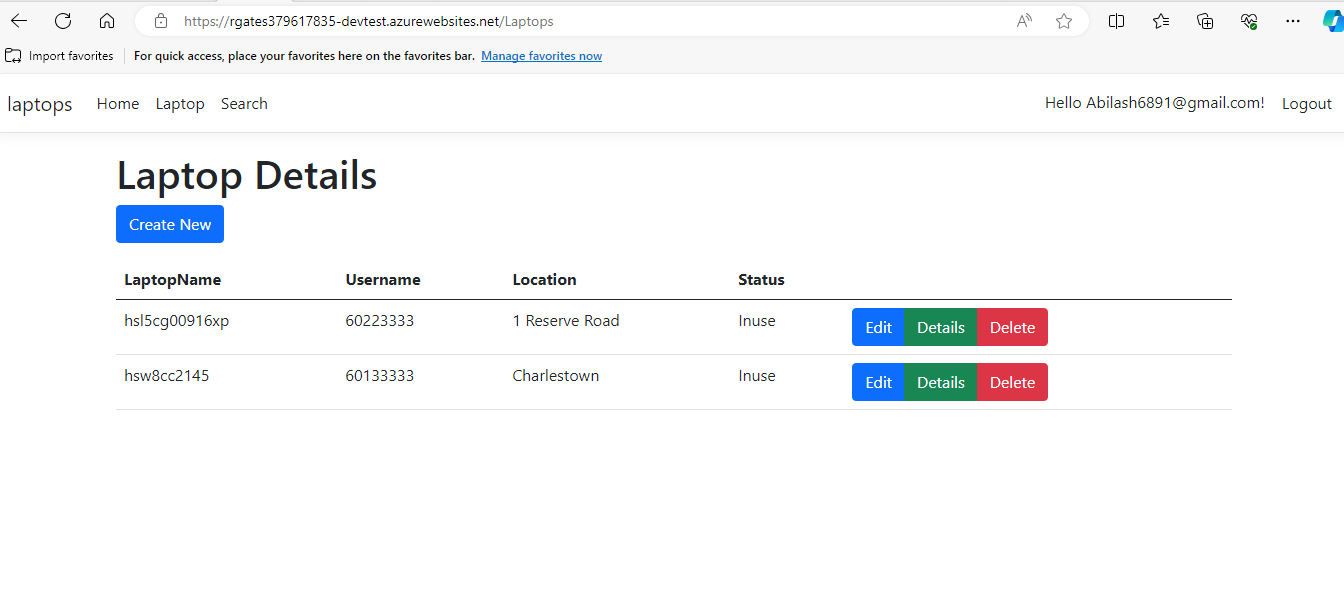 https://rgates379617835-devtest.azurewebsites.net/Laptops
Import favorites For quick access, place your favorites here on the favorites bar. Manage favorites now
laptops Home Laptop Search Hello Abilash6891@gmail.com! Logout
Laptop Details
Create New
LaptopName Username Location Status
hsl5cg00916xp 60223333 1 Reserve Road Inuse Edit Details Delete
hsw8cc2145 60133333 Charlestown Inuse Edit Details Delete